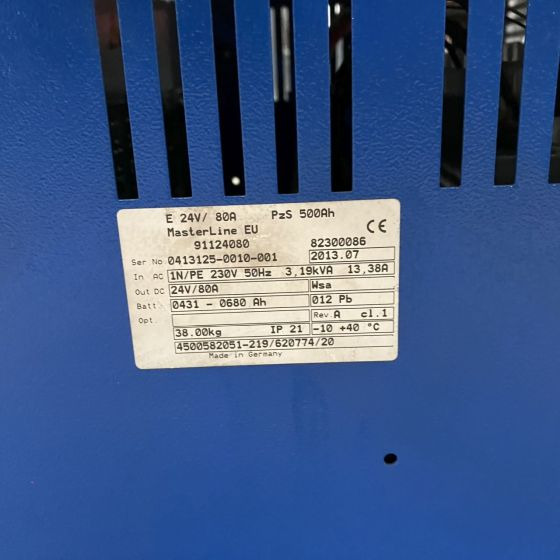 E 24V/ 80A PzS 500Ah
MasterLine EU CE
91124080 82300086
Ser No. 0413125-0010-001 2013.07
In AC 1N/PE 230V 50Hz 3,19kVA 13,38A
Out DC 24V/80A Wsa
Batt. 0431 - 0680 Ah 012 Pb
Opt. Rev. A cl.1
38.00kg IP 21 -10 +40 °C
4500582051-219/620774/20
Made in Germany